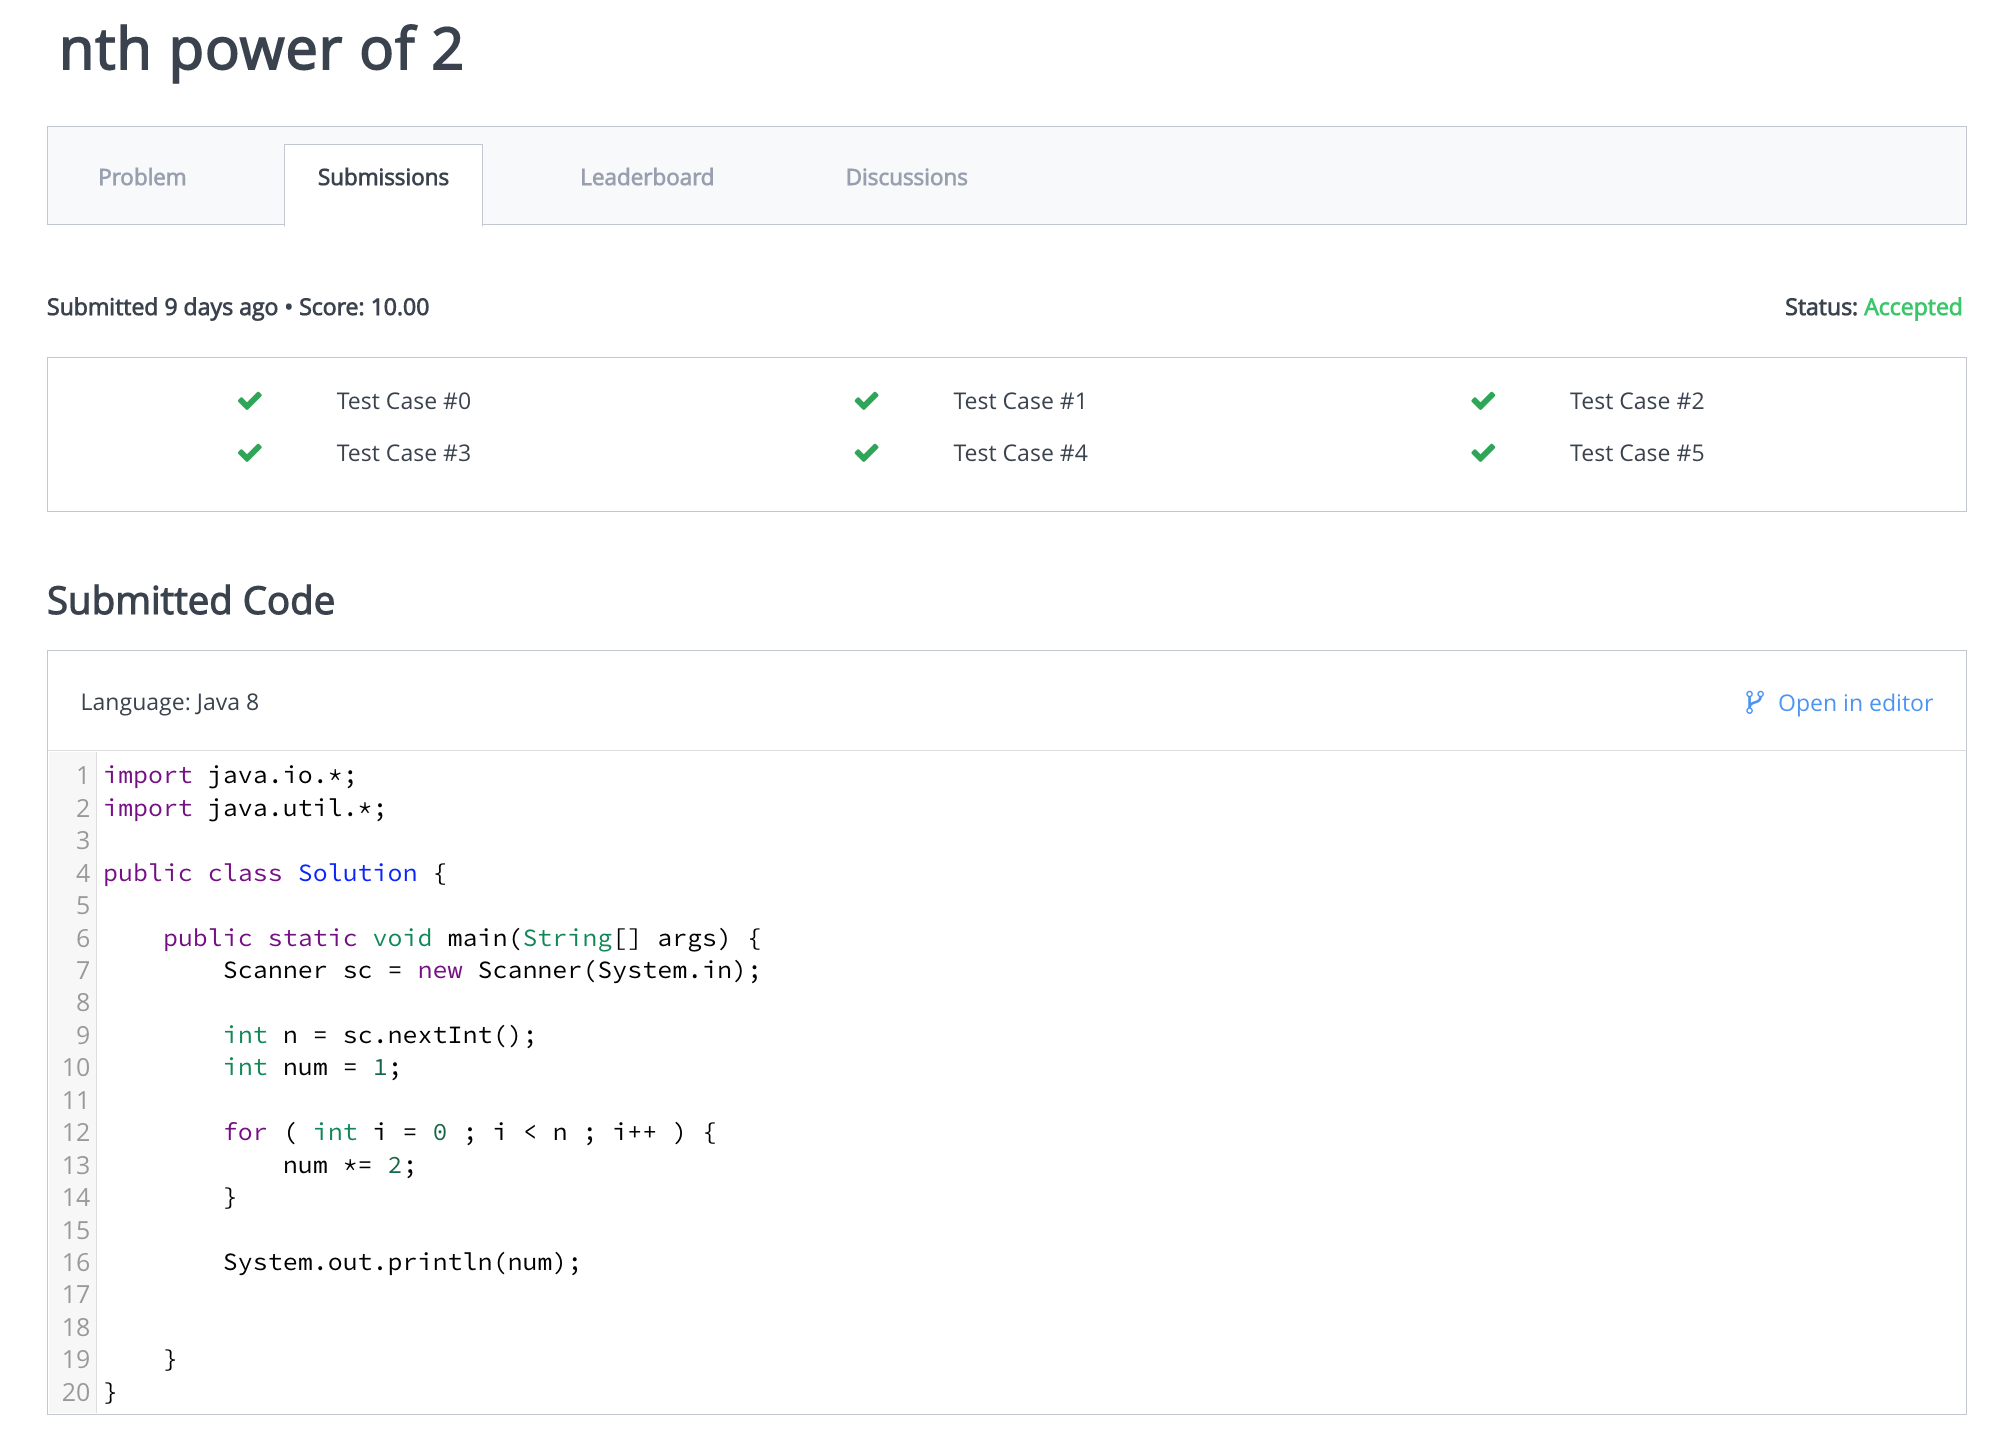 nth power of 2
Problem Submissions Leaderboard Discussions
Submitted 9 days ago • Score: 10.00 Status: Accepted
Test Case #0 Test Case #1 Test Case #2
Test Case #3 Test Case #4 Test Case #5
Submitted Code
Language: Java 8 Open in editor
1 import java.io.*;
2 import java.util.*;
3
4 public class Solution {
5
6     public static void main(String[] args) {
7         Scanner sc = new Scanner(System.in);
8
9         int n = sc.nextInt();
10         int num = 1;
11
12         for ( int i = 0 ; i < n ; i++ ) {
13             num *= 2;
14         }
15
16         System.out.println(num);
17
18
19     }
20 }